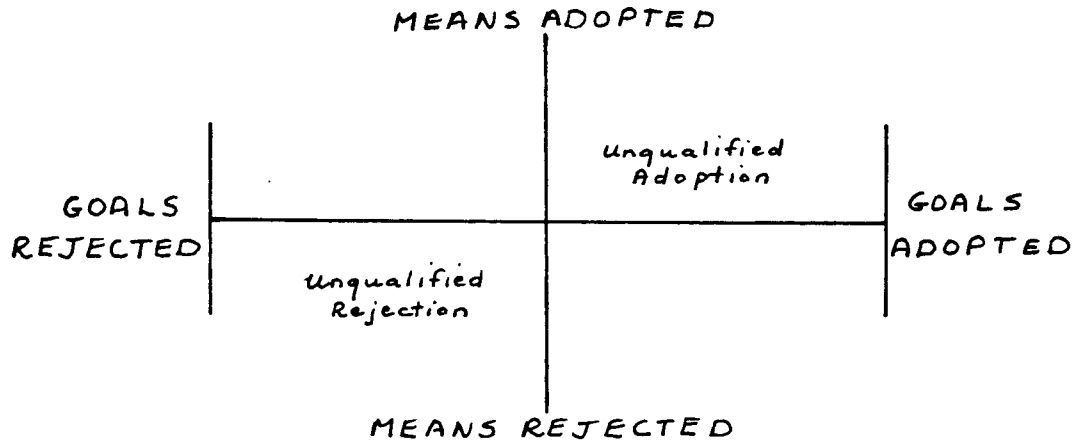 MEANS ADOPTED
Unqualified
Adoption
GOALS
REJECTED
GOALS
ADOPTED
Unqualified
Rejection
MEANS REJECTED